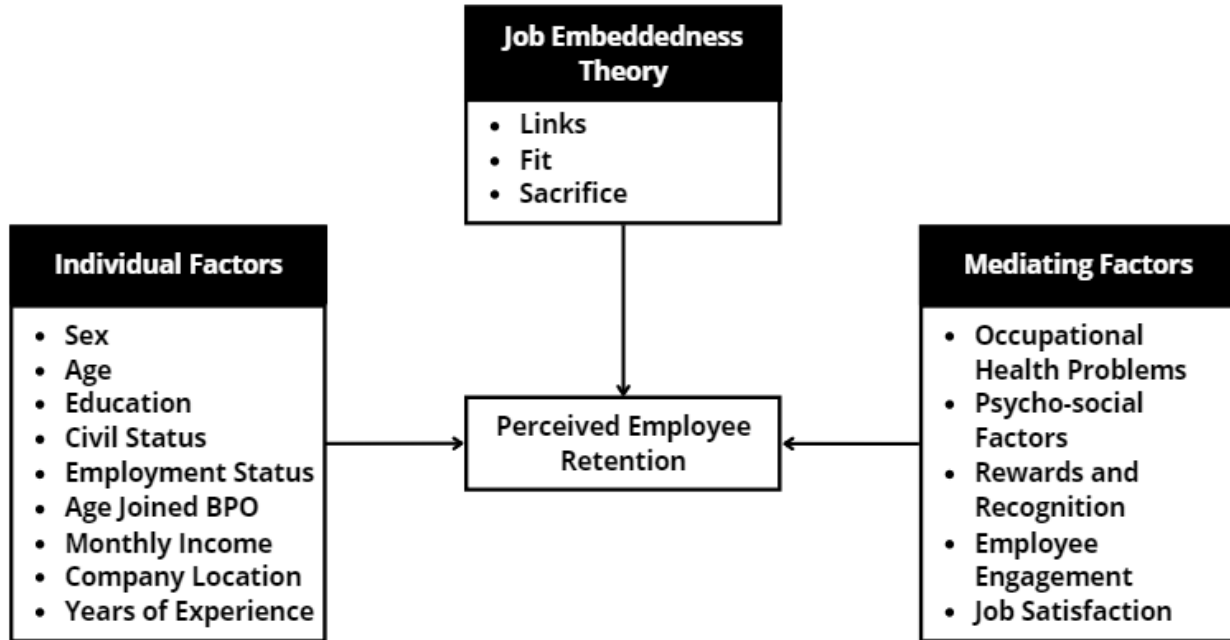 Job Embeddedness
Theory
• Links
• Fit
• Sacrifice
Individual Factors
• Sex
• Age
• Education
• Civil Status
• Employment Status
• Age Joined BPO
• Monthly Income
• Company Location
• Years of Experience
Perceived Employee
Retention
Mediating Factors
• Occupational
Health Problems
• Psycho-social
Factors
• Rewards and
Recognition
• Employee
Engagement
• Job Satisfaction